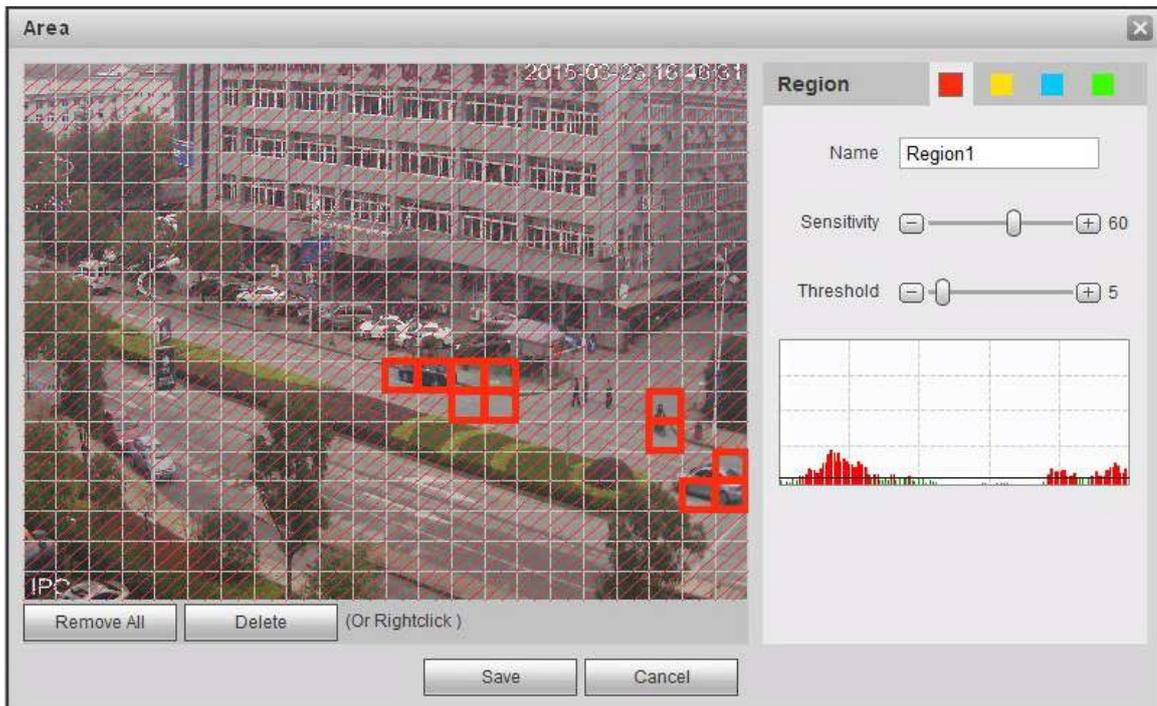 Area
2015-03-23 16:46:31
Region
Name
Region1
Sensitivity
60
Threshold
5
IPC
Remove All
Delete
(Or Rightclick )
Save
Cancel